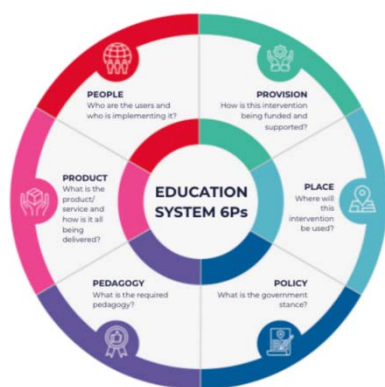 PEOPLE
Who are the users and
who is implementing it?
PROVISION
How is this intervention
being funded and
supported?
PRODUCT
What is the
product/
service and
how is it all
being
delivered?
EDUCATION
SYSTEM 6Ps
PLACE
Where will
this
intervention
be used?
PEDAGOGY
What is the required
pedagogy?
POLICY
What is the government
stance?